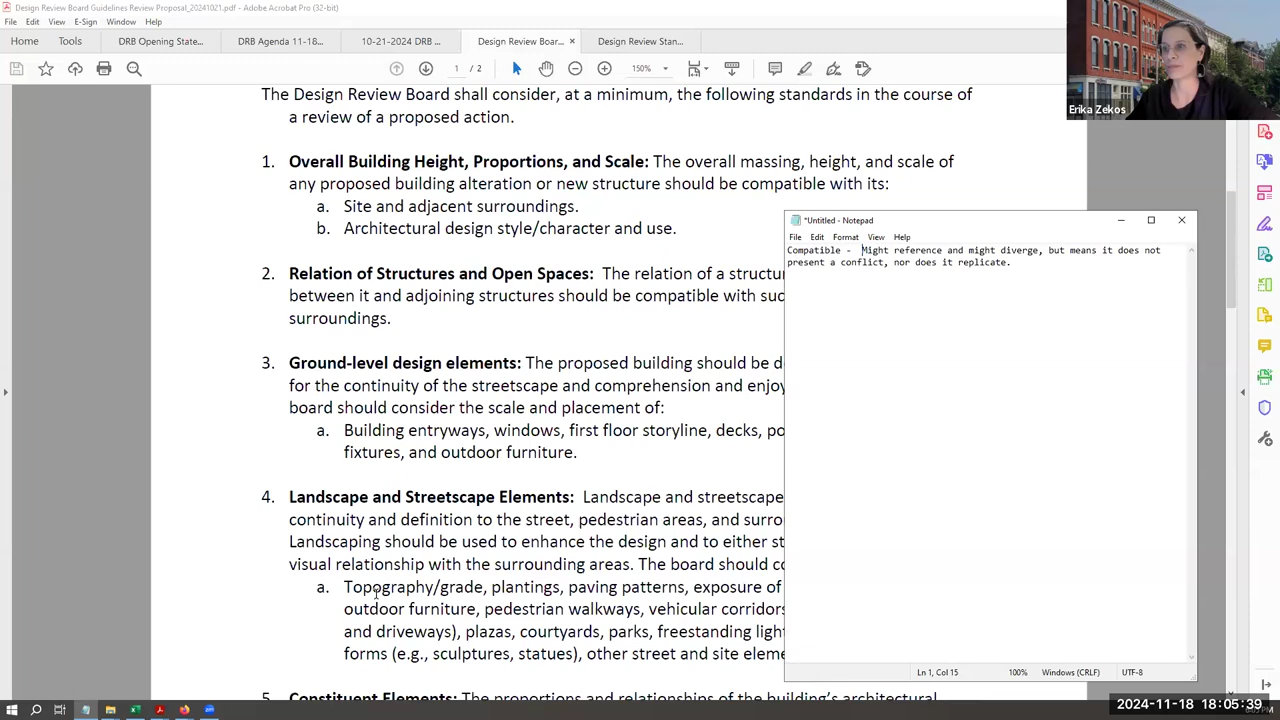 Design Review Board Guidelines Review Proposal_20241021.pdf - Adobe Acrobat Pro (32-bit)
File Edit View E-Sign Window Help
Home Tools DRB Opening State... DRB Agenda 11-18... 10-21-2024 DRB ... Design Review Boar... × Design Review Stan...
1 / 2 150%
Erika Zekos
The Design Review Board shall consider, at a minimum, the following standards in the course of
a review of a proposed action.
1. Overall Building Height, Proportions, and Scale: The overall massing, height, and scale of
any proposed building alteration or new structure should be compatible with its:
a. Site and adjacent surroundings.
b. Architectural design style/character and use.
2. Relation of Structures and Open Spaces: The relation of a structu
between it and adjoining structures should be compatible with suc
surroundings.
3. Ground-level design elements: The proposed building should be d
for the continuity of the streetscape and comprehension and enjoy
board should consider the scale and placement of:
a. Building entryways, windows, first floor storyline, decks, po
fixtures, and outdoor furniture.
4. Landscape and Streetscape Elements: Landscape and streetscape
continuity and definition to the street, pedestrian areas, and surro
Landscaping should be used to enhance the design and to either st
visual relationship with the surrounding areas. The board should co
a. Topography/grade, plantings, paving patterns, exposure of
outdoor furniture, pedestrian walkways, vehicular corridors
and driveways), plazas, courtyards, parks, freestanding light
forms (e.g., sculptures, statues), other street and site eleme
5. Constituent Elements: The proportions and relationships of the building's architectural
*Untitled - Notepad
File Edit Format View Help
Compatible - Might reference and might diverge, but means it does not
present a conflict, nor does it replicate.
Ln 1, Col 15 100% Windows (CRLF) UTF-8
2024-11-18 18:05:39